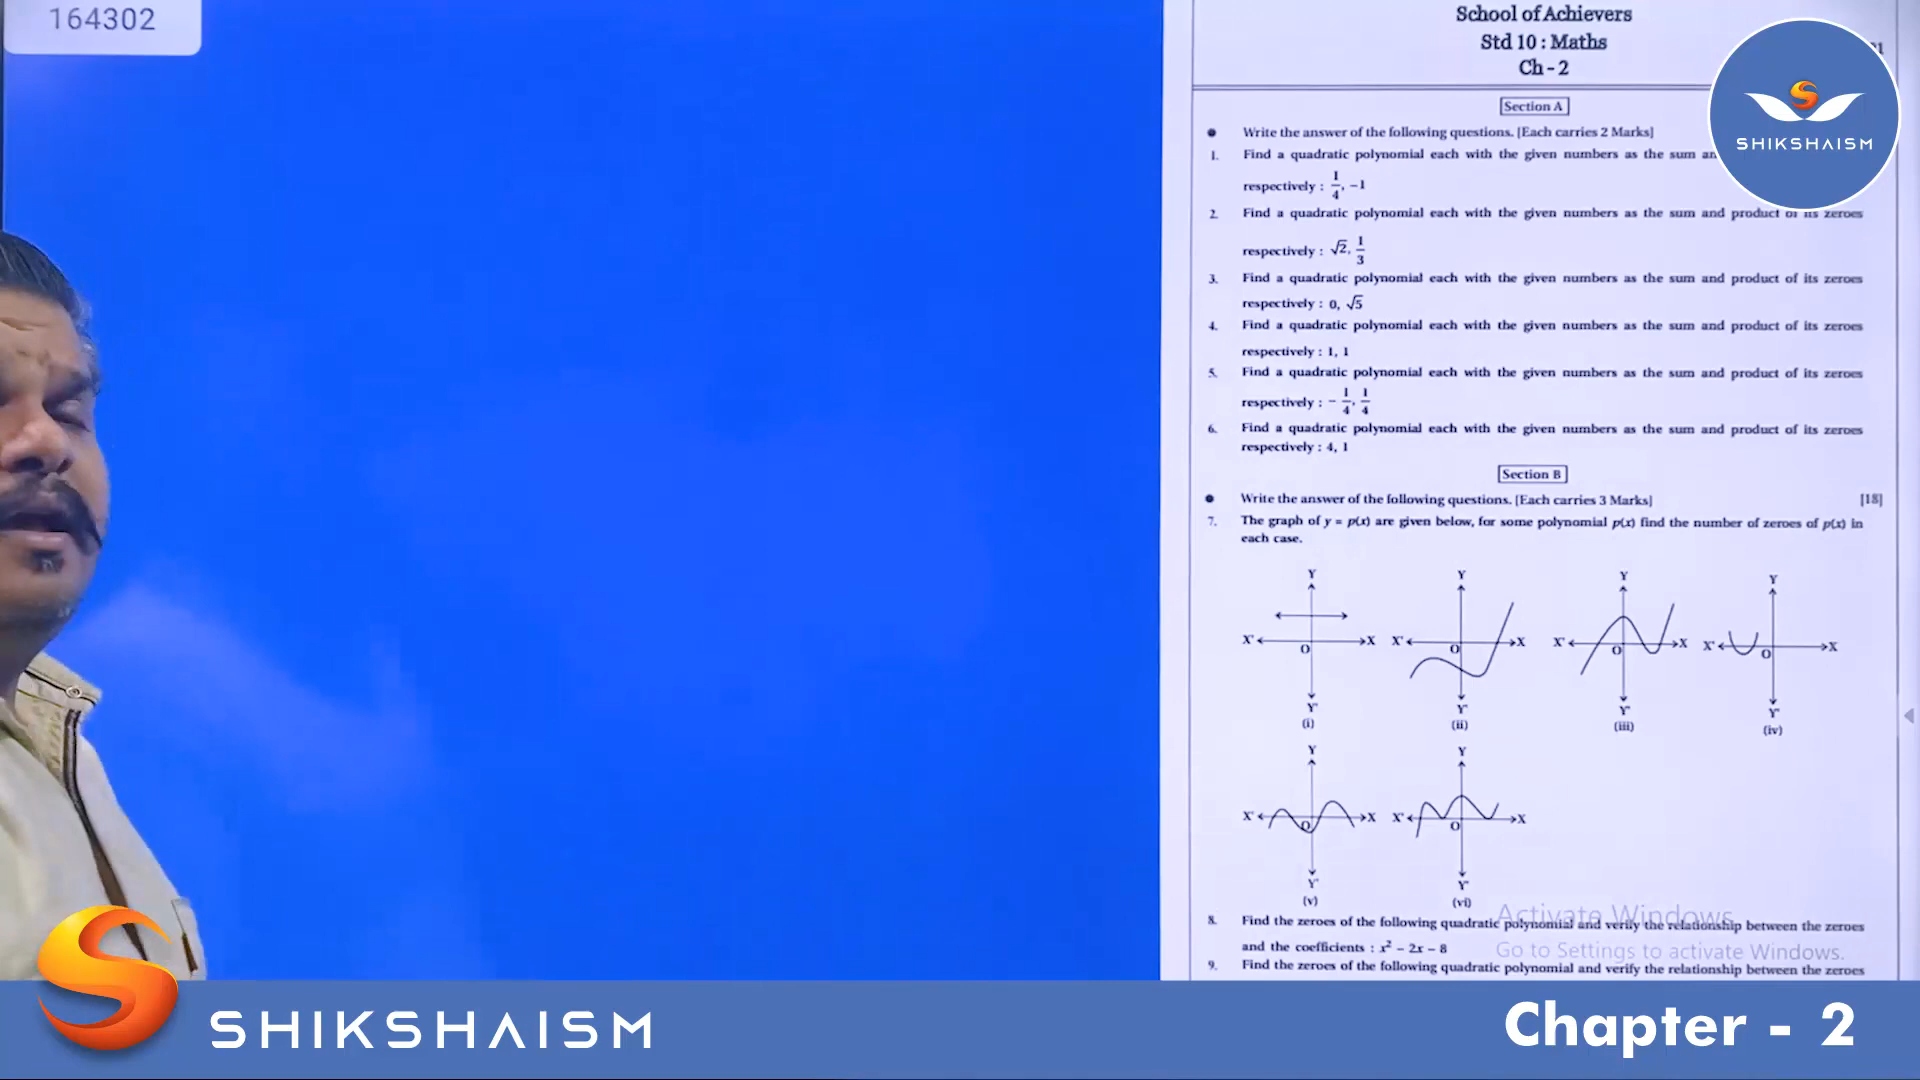 164302
School of Achievers
Std 10 : Maths
Ch - 2
Section A
● Write the answer of the following questions. [Each carries 2 Marks]
1. Find a quadratic polynomial each with the given numbers as the sum an
respectively : 1/4, −1
2. Find a quadratic polynomial each with the given numbers as the sum and product of its zeroes
respectively : √2, 1/3
3. Find a quadratic polynomial each with the given numbers as the sum and product of its zeroes
respectively : 0, √5
4. Find a quadratic polynomial each with the given numbers as the sum and product of its zeroes
respectively : 1, 1
5. Find a quadratic polynomial each with the given numbers as the sum and product of its zeroes
respectively : − 1/4, 1/4
6. Find a quadratic polynomial each with the given numbers as the sum and product of its zeroes
respectively : 4, 1
Section B
● Write the answer of the following questions. [Each carries 3 Marks] [18]
7. The graph of y = p(x) are given below, for some polynomial p(x) find the number of zeroes of p(x) in
each case.
Y Y Y Y
X' X X' X X' X X' X
O O O O
Y' Y' Y' Y'
(i) (ii) (iii) (iv)
Y Y
X' X X' X
O O
Y' Y'
(v) (vi)
8. Find the zeroes of the following quadratic polynomial and verify the relationship between the zeroes
and the coefficients : x² − 2x − 8
9. Find the zeroes of the following quadratic polynomial and verify the relationship between the zeroes
Activate Windows
Go to Settings to activate Windows.
SHIKSHAISM
SHIKSHAISM
Chapter - 2